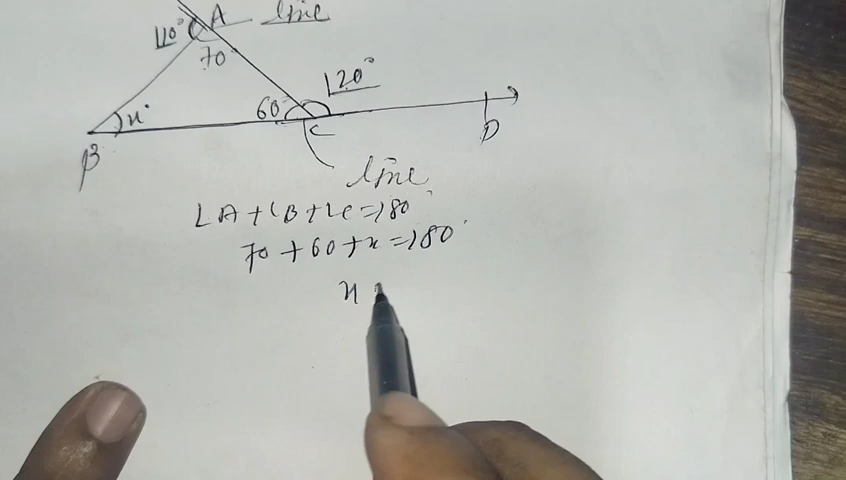 110° A line
70
120°
60
x°
B C D
line
∠A + ∠B + ∠C = 180°
70 + 60 + x = 180°
x